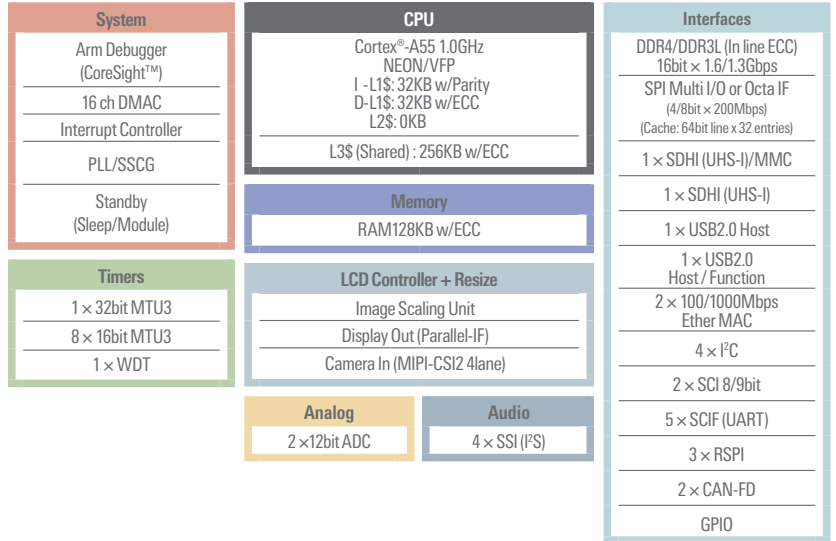 System
Arm Debugger
(CoreSight™)
16 ch DMAC
Interrupt Controller
PLL/SSCG
Standby
(Sleep/Module)
Timers
1 × 32bit MTU3
8 × 16bit MTU3
1 × WDT
CPU
Cortex®-A55 1.0GHz
NEON/VFP
I -L1$: 32KB w/Parity
D-L1$: 32KB w/ECC
L2$: 0KB
L3$ (Shared) : 256KB w/ECC
Memory
RAM128KB w/ECC
LCD Controller + Resize
Image Scaling Unit
Display Out (Parallel-IF)
Camera In (MIPI-CSI2 4lane)
Analog
2 ×12bit ADC
Audio
4 × SSI (I²S)
Interfaces
DDR4/DDR3L (In line ECC)
16bit × 1.6/1.3Gbps
SPI Multi I/O or Octa IF
(4/8bit × 200Mbps)
(Cache: 64bit line x 32 entries)
1 × SDHI (UHS-I)/MMC
1 × SDHI (UHS-I)
1 × USB2.0 Host
1 × USB2.0
Host / Function
2 × 100/1000Mbps
Ether MAC
4 × I²C
2 × SCI 8/9bit
5 × SCIF (UART)
3 × RSPI
2 × CAN-FD
GPIO